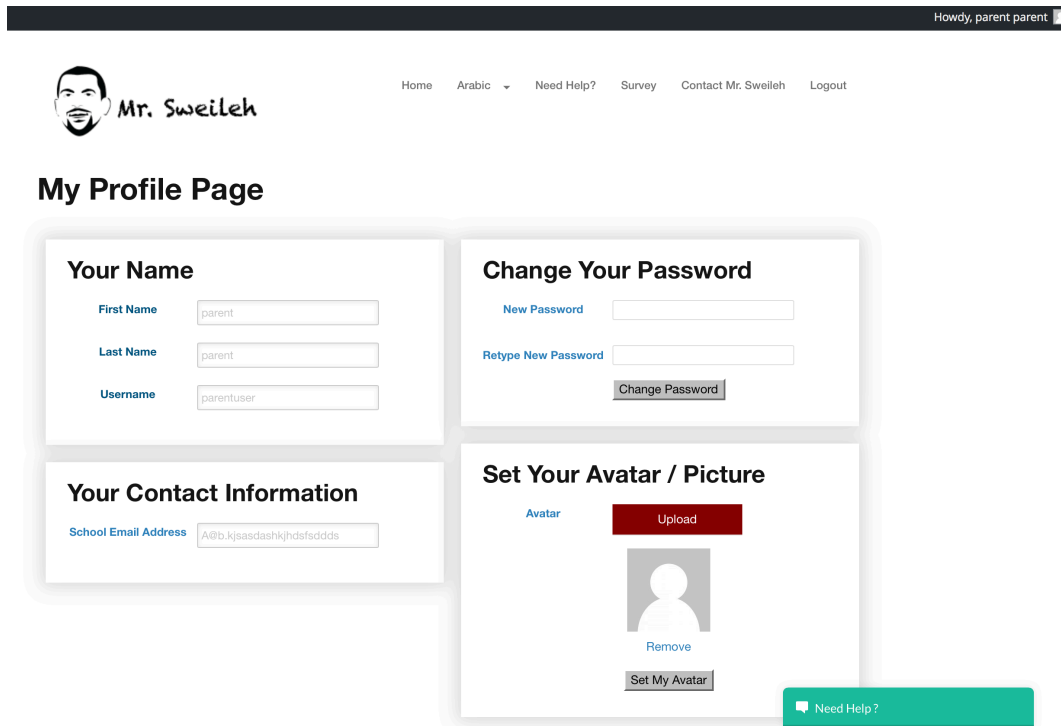 Howdy, parent parent
Mr. Sweileh
Home Arabic Need Help? Survey Contact Mr. Sweileh Logout
My Profile Page
Your Name
First Name parent
Last Name parent
Username parentuser
Your Contact Information
School Email Address A@b.kjsasdashkjhdsfsddds
Change Your Password
New Password
Retype New Password
Change Password
Set Your Avatar / Picture
Avatar Upload
Remove
Set My Avatar
Need Help ?